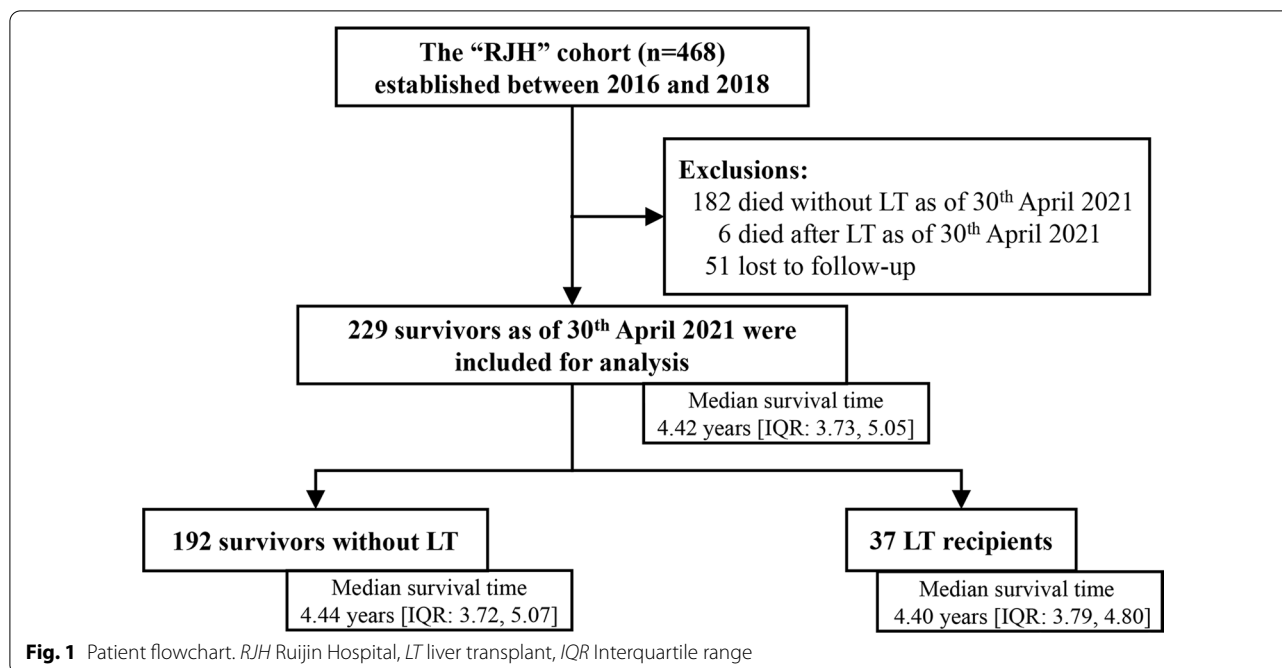 The “RJH” cohort (n=468)
established between 2016 and 2018
Exclusions:
182 died without LT as of 30th April 2021
6 died after LT as of 30th April 2021
51 lost to follow-up
229 survivors as of 30th April 2021 were
included for analysis
Median survival time
4.42 years [IQR: 3.73, 5.05]
192 survivors without LT
Median survival time
4.44 years [IQR: 3.72, 5.07]
37 LT recipients
Median survival time
4.40 years [IQR: 3.79, 4.80]
Fig. 1 Patient flowchart. RJH Ruijin Hospital, LT liver transplant, IQR Interquartile range